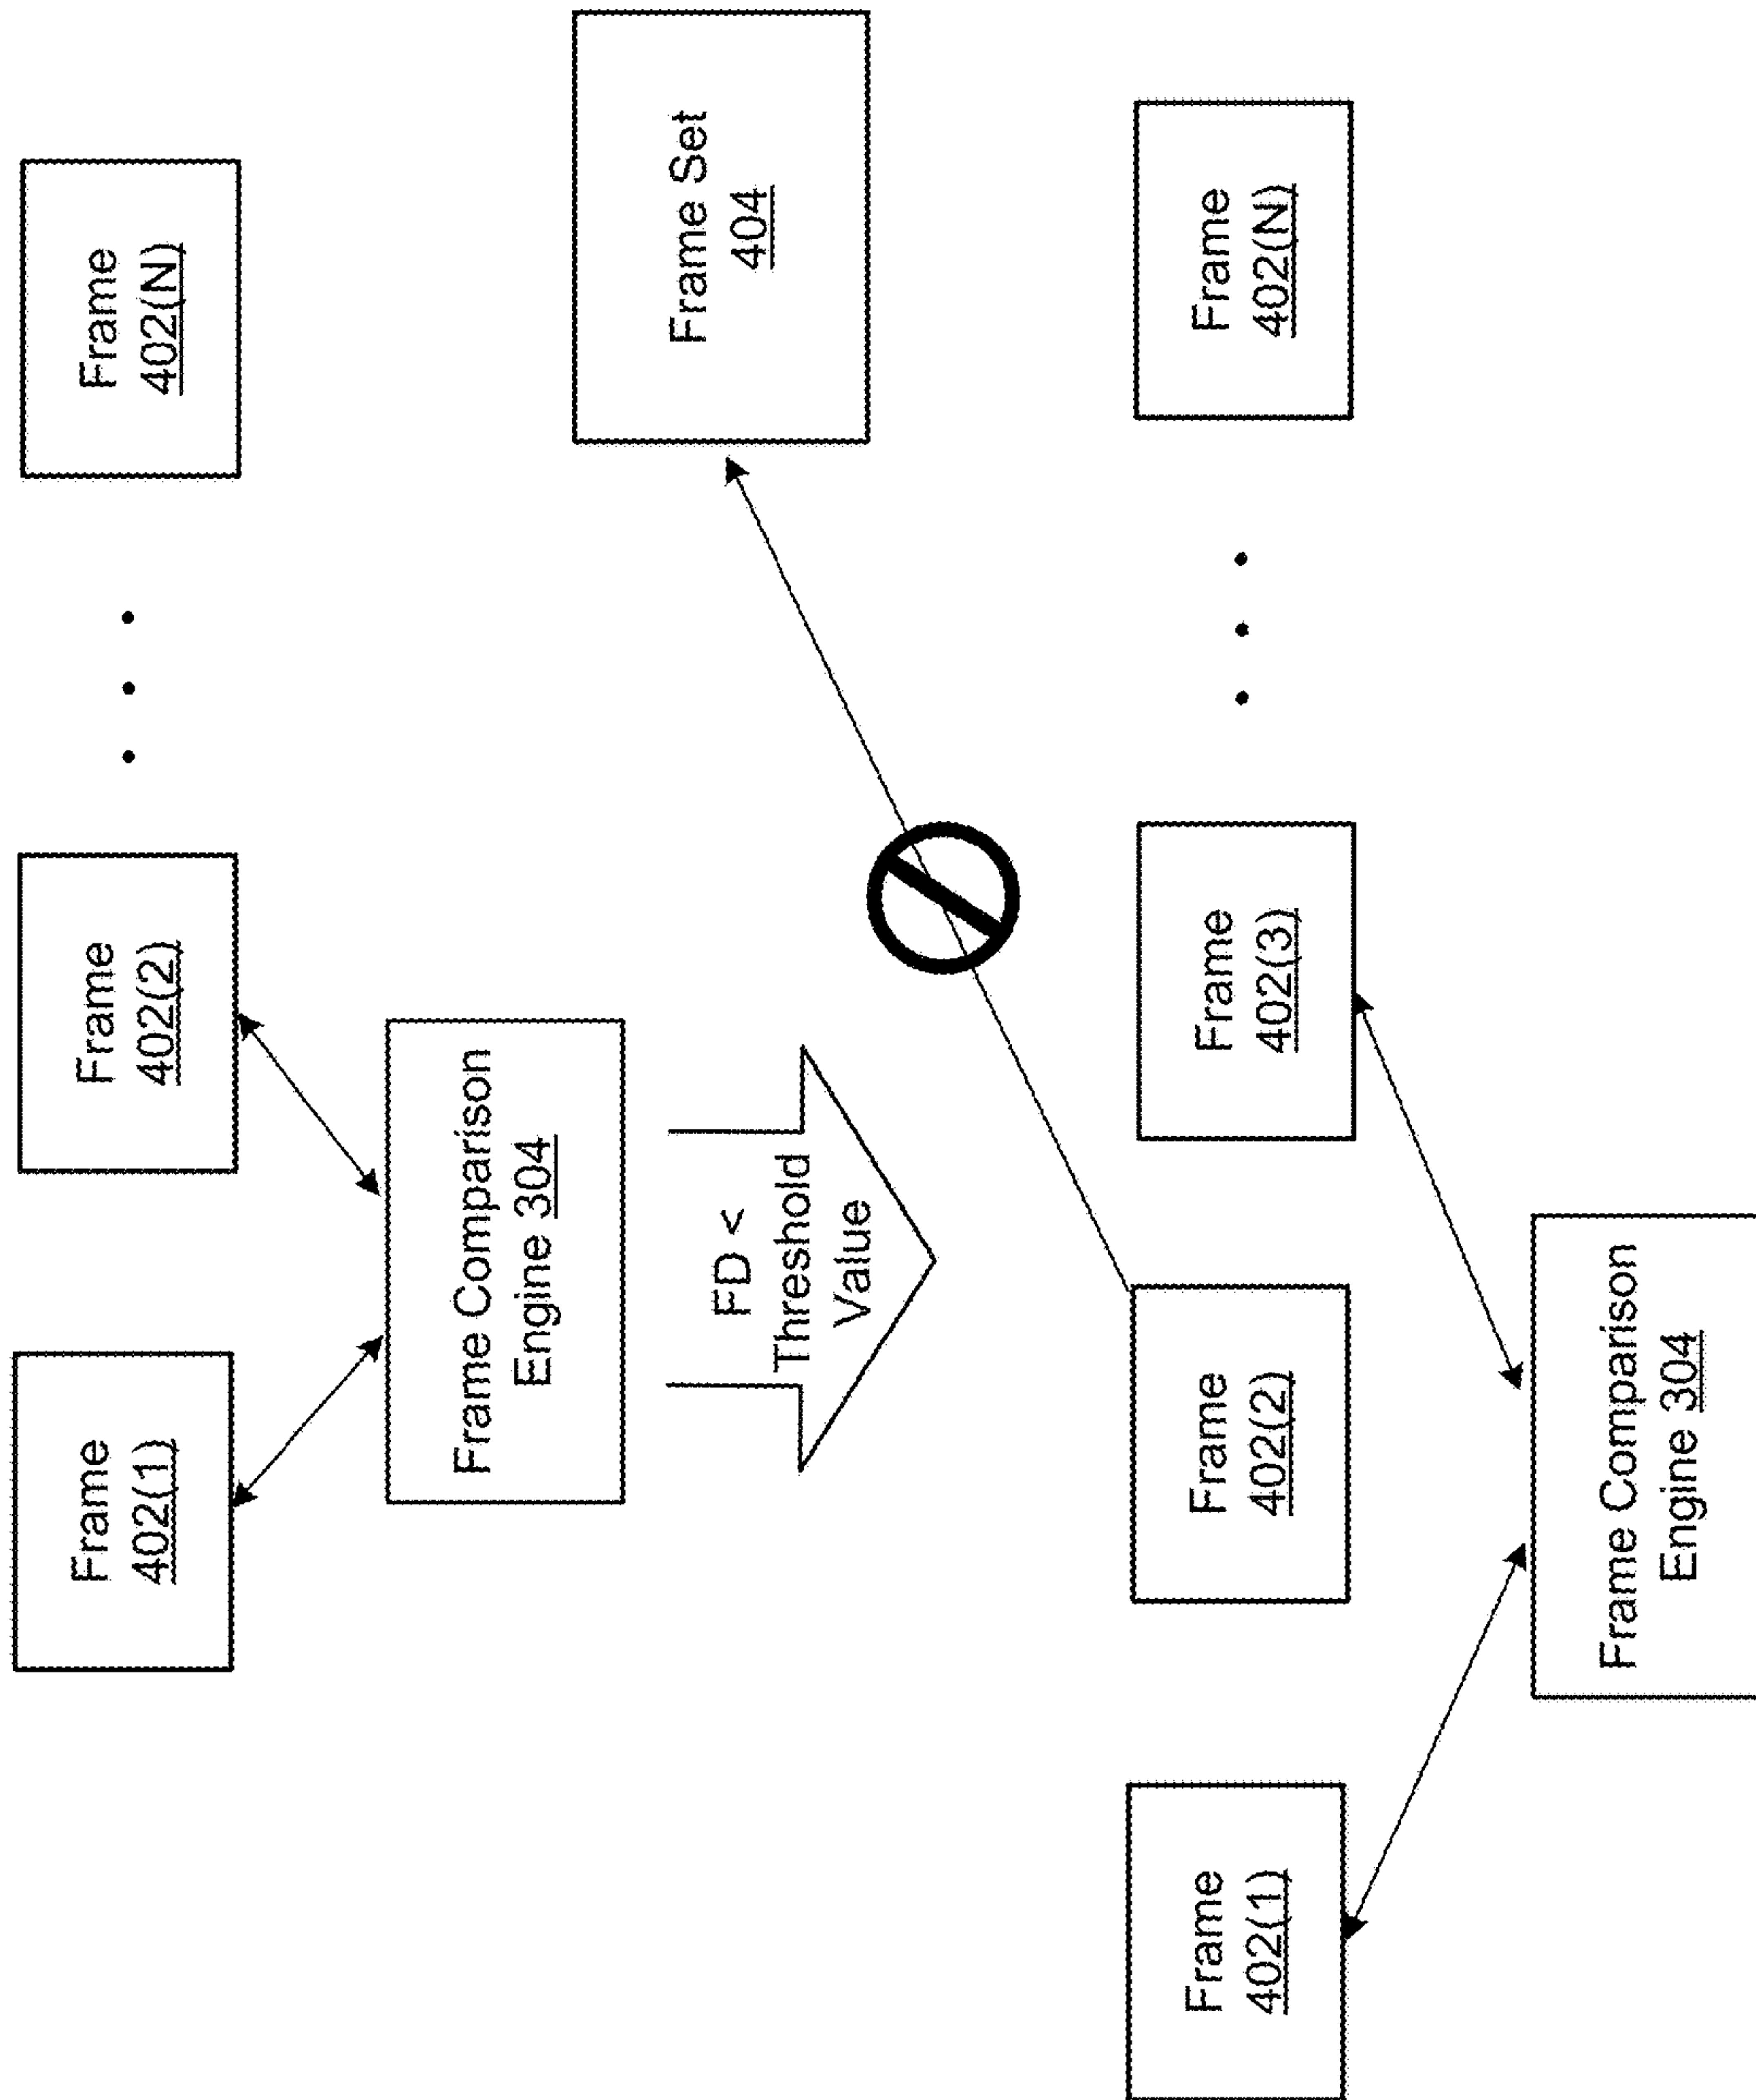 Frame
402(1)
Frame
402(2)
Frame
402(N)
Frame Comparison
Engine 304
FD <
Threshold
Value
Frame Set
404
Frame
402(1)
Frame
402(2)
Frame
402(3)
Frame
402(N)
Frame Comparison
Engine 304